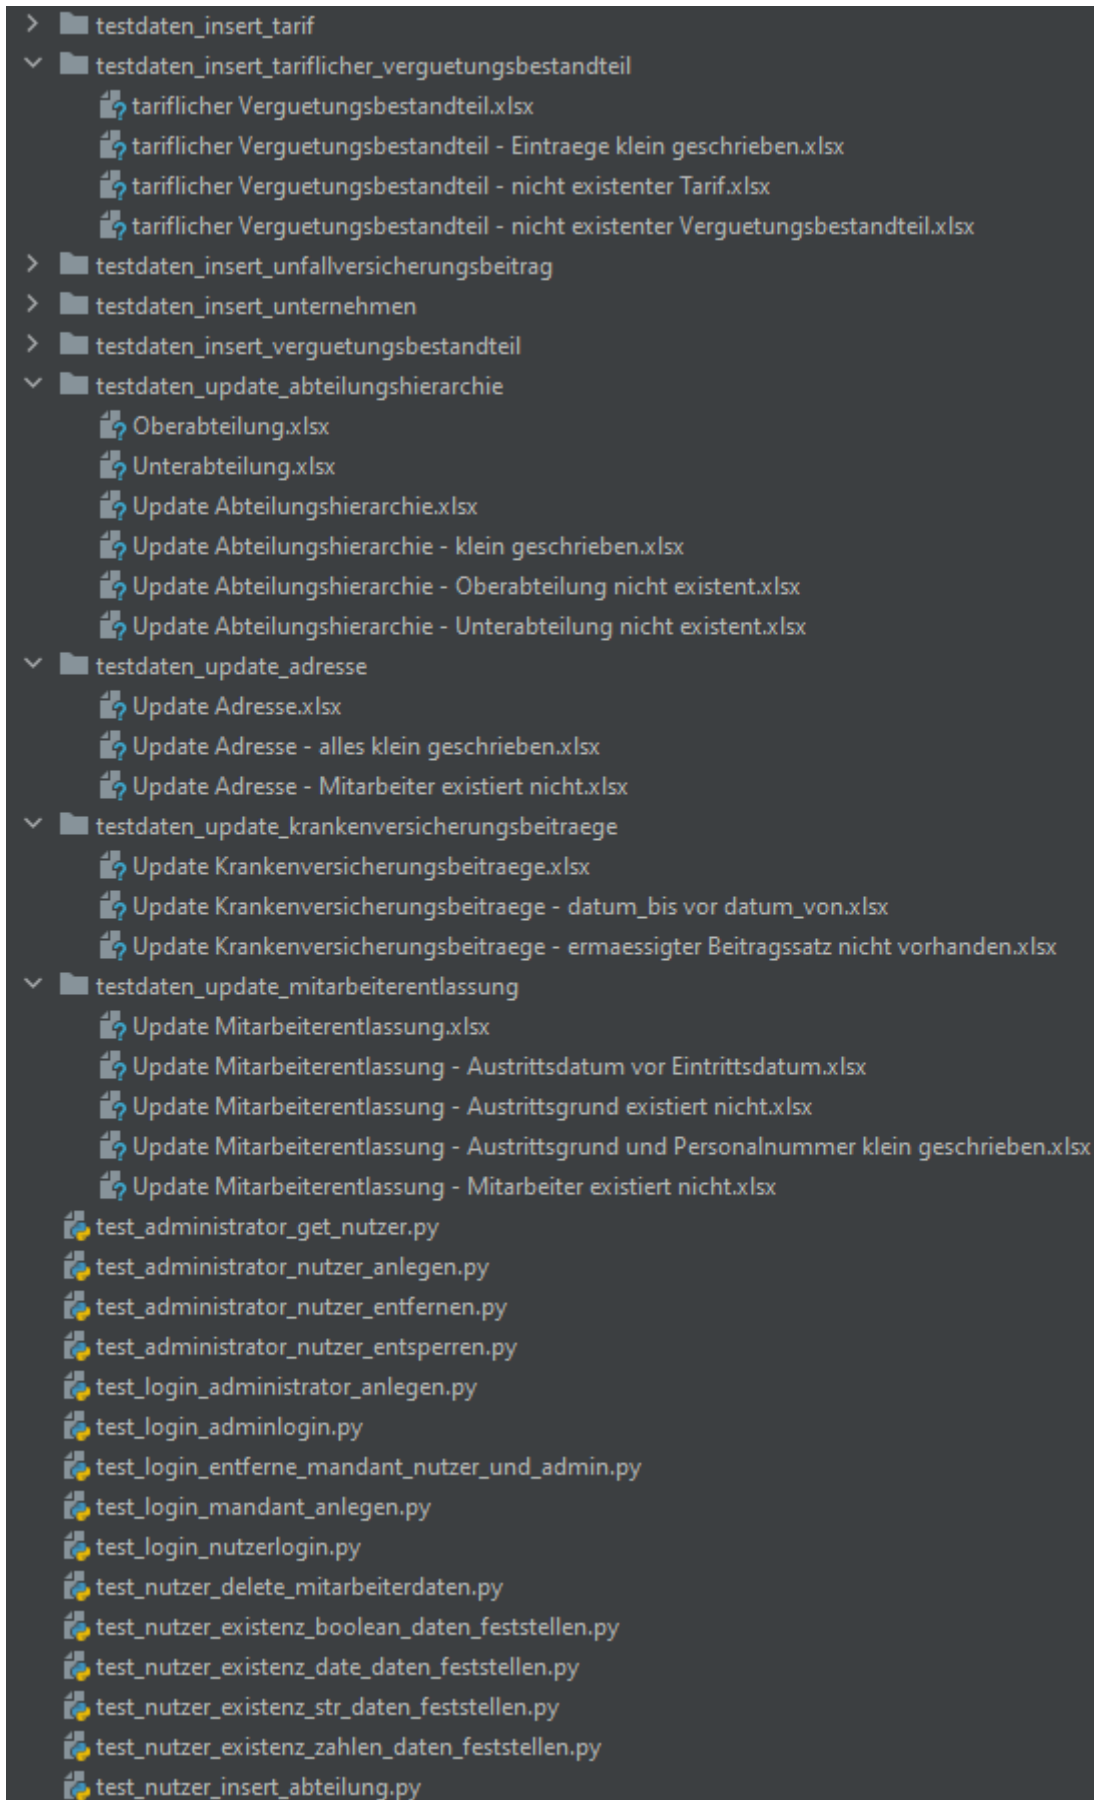 testdaten_insert_tarif
testdaten_insert_tariflicher_verguetungsbestandteil
tariflicher Verguetungsbestandteil.xlsx
tariflicher Verguetungsbestandteil - Eintraege klein geschrieben.xlsx
tariflicher Verguetungsbestandteil - nicht existenter Tarif.xlsx
tariflicher Verguetungsbestandteil - nicht existenter Verguetungsbestandteil.xlsx
testdaten_insert_unfallversicherungsbeitrag
testdaten_insert_unternehmen
testdaten_insert_verguetungsbestandteil
testdaten_update_abteilungshierarchie
Oberabteilung.xlsx
Unterabteilung.xlsx
Update Abteilungshierarchie.xlsx
Update Abteilungshierarchie - klein geschrieben.xlsx
Update Abteilungshierarchie - Oberabteilung nicht existent.xlsx
Update Abteilungshierarchie - Unterabteilung nicht existent.xlsx
testdaten_update_adresse
Update Adresse.xlsx
Update Adresse - alles klein geschrieben.xlsx
Update Adresse - Mitarbeiter existiert nicht.xlsx
testdaten_update_krankenversicherungsbeitraege
Update Krankenversicherungsbeitraege.xlsx
Update Krankenversicherungsbeitraege - datum_bis vor datum_von.xlsx
Update Krankenversicherungsbeitraege - ermaessigter Beitragssatz nicht vorhanden.xlsx
testdaten_update_mitarbeiterentlassung
Update Mitarbeiterentlassung.xlsx
Update Mitarbeiterentlassung - Austrittsdatum vor Eintrittsdatum.xlsx
Update Mitarbeiterentlassung - Austrittsgrund existiert nicht.xlsx
Update Mitarbeiterentlassung - Austrittsgrund und Personalnummer klein geschrieben.xlsx
Update Mitarbeiterentlassung - Mitarbeiter existiert nicht.xlsx
test_administrator_get_nutzer.py
test_administrator_nutzer_anlegen.py
test_administrator_nutzer_entfernen.py
test_administrator_nutzer_entsperren.py
test_login_administrator_anlegen.py
test_login_adminlogin.py
test_login_entferne_mandant_nutzer_und_admin.py
test_login_mandant_anlegen.py
test_login_nutzerlogin.py
test_nutzer_delete_mitarbeiterdaten.py
test_nutzer_existenz_boolean_daten_feststellen.py
test_nutzer_existenz_date_daten_feststellen.py
test_nutzer_existenz_str_daten_feststellen.py
test_nutzer_existenz_zahlen_daten_feststellen.py
test_nutzer_insert_abteilung.py